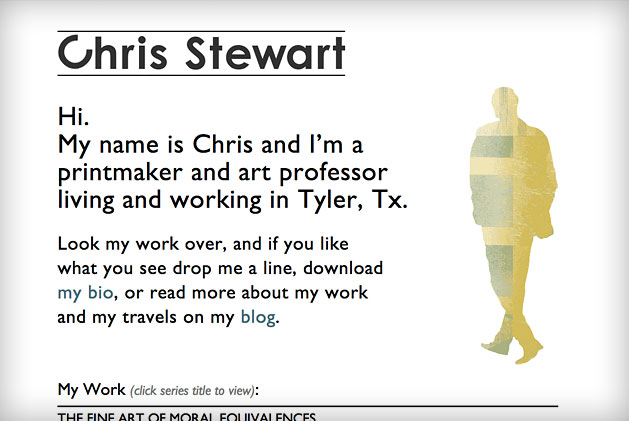 Chris Stewart
Hi.
My name is Chris and I'm a
printmaker and art professor
living and working in Tyler, Tx.
Look my work over, and if you like
what you see drop me a line, download
my bio, or read more about my work
and my travels on my blog.
My Work (click series title to view):
THE FINE ART OF MORAL EQUIVALENCES